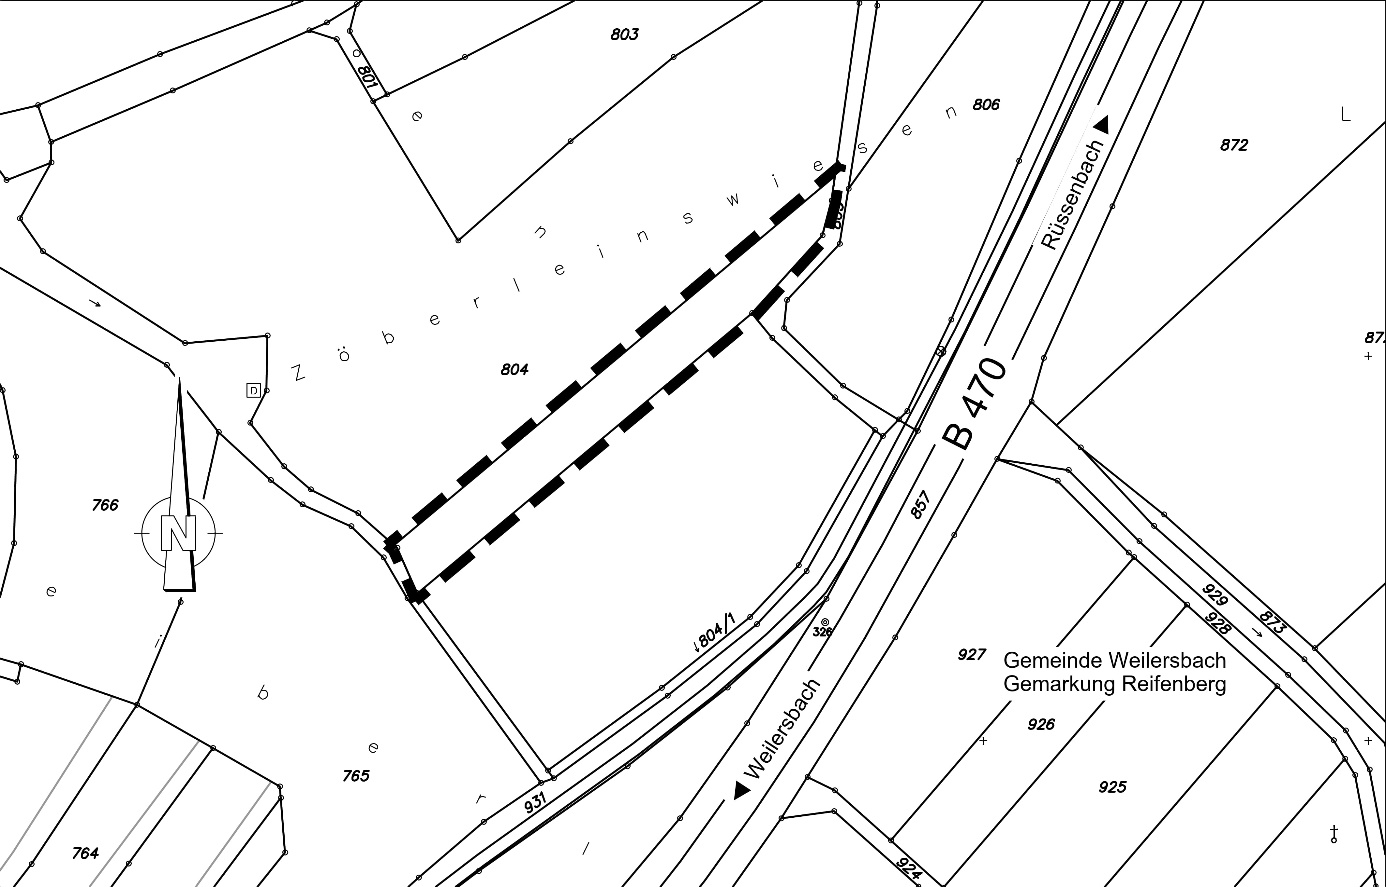 803
801
806
872
L
Rüssenbach
Zöberleinswiesen
804
B 470
766
N
857
929
873
928
804/1
326
927
Gemeinde Weilersbach
Gemarkung Reifenberg
926
Weilersbach
765
925
931
764
924
D